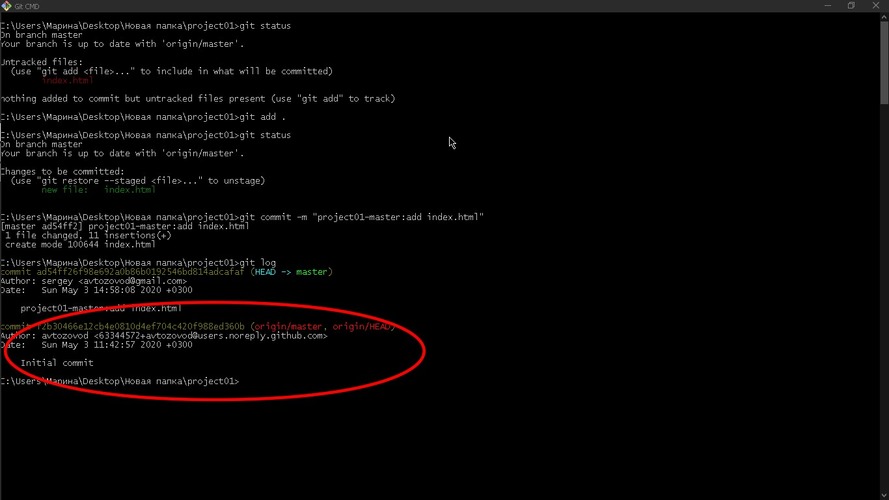 Git CMD
C:\Users\Марина\Desktop\Новая папка\project01>git status
On branch master
Your branch is up to date with 'origin/master'.
Untracked files:
(use "git add <file>..." to include in what will be committed)
index.html
nothing added to commit but untracked files present (use "git add" to track)
C:\Users\Марина\Desktop\Новая папка\project01>git add .
C:\Users\Марина\Desktop\Новая папка\project01>git status
On branch master
Your branch is up to date with 'origin/master'.
Changes to be committed:
(use "git restore --staged <file>..." to unstage)
new file:   index.html
C:\Users\Марина\Desktop\Новая папка\project01>git commit -m "project01-master:add index.html"
[master ad54ff2] project01-master:add index.html
1 file changed, 11 insertions(+)
create mode 100644 index.html
C:\Users\Марина\Desktop\Новая папка\project01>git log
commit ad54ff26f98e692a0b86b0192546bd814adcafaf (HEAD -> master)
Author: sergey <avtozovod@gmail.com>
Date:   Sun May 3 14:58:08 2020 +0300
project01-master:add index.html
commit f2b30466e12cb4e0810d4ef704c420f988ed360b (origin/master, origin/HEAD)
Author: avtozovod <63344572+avtozovod@users.noreply.github.com>
Date:   Sun May 3 11:42:57 2020 +0300
Initial commit
C:\Users\Марина\Desktop\Новая папка\project01>